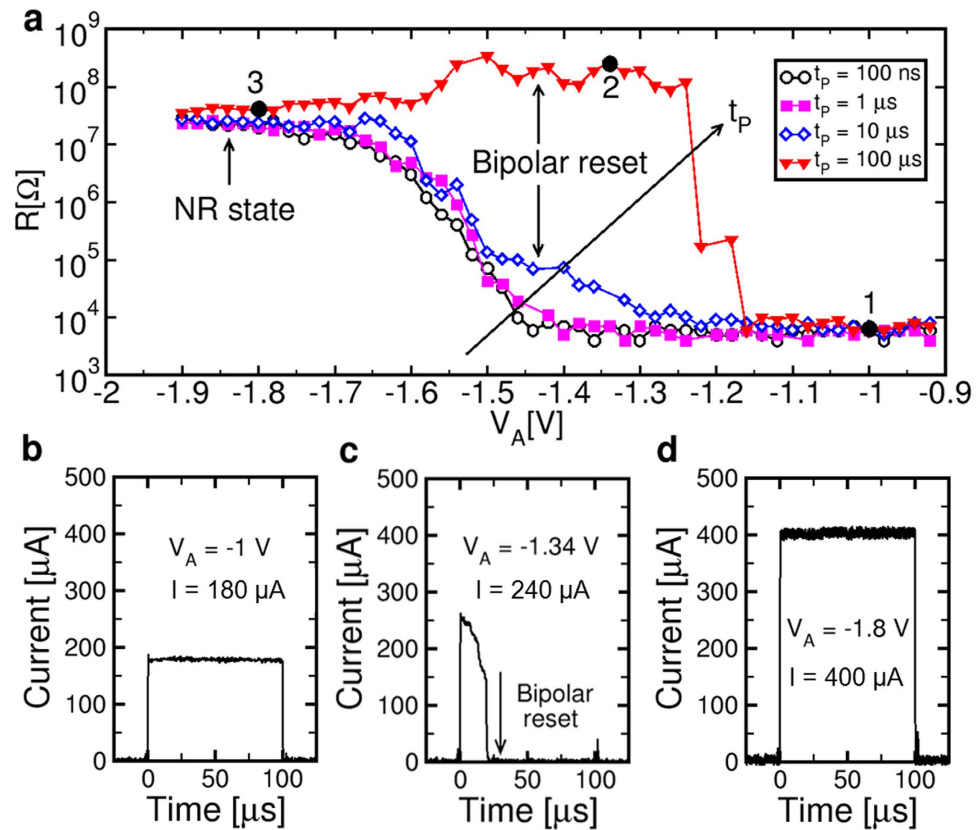 a
10^9
10^8
10^7
10^6
10^5
10^4
10^3
R[Ω]
3
2
1
NR state
Bipolar reset
t_P
t_P = 100 ns
t_P = 1 μs
t_P = 10 μs
t_P = 100 μs
-2 -1.9 -1.8 -1.7 -1.6 -1.5 -1.4 -1.3 -1.2 -1.1 -1 -0.9
V_A[V]
b
500
400
300
200
100
0
Current [μA]
V_A = -1 V
I = 180 μA
0 50 100
Time [μs]
c
500
400
300
200
100
0
Current [μA]
V_A = -1.34 V
I = 240 μA
Bipolar
reset
0 50 100
Time [μs]
d
500
400
300
200
100
0
Current [μA]
V_A = -1.8 V
I = 400 μA
0 50 100
Time [μs]